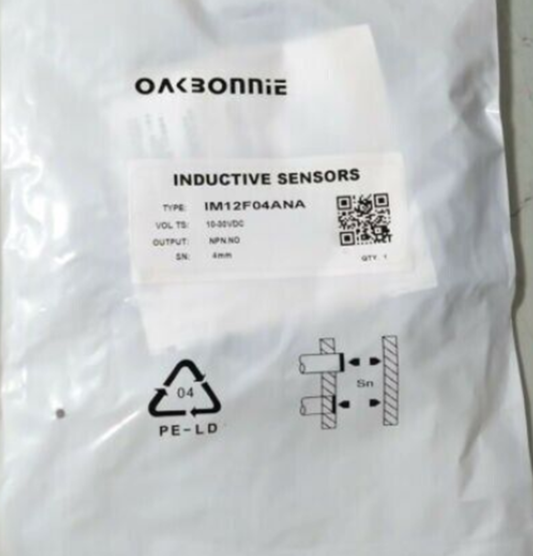 OAKBONNIE
INDUCTIVE SENSORS
TYPE: IM12F04ANA
VOL TS: 10-30VDC
OUTPUT: NPN.NO
SN: 4mm
QTY. 1
Sn
04
PE-LD